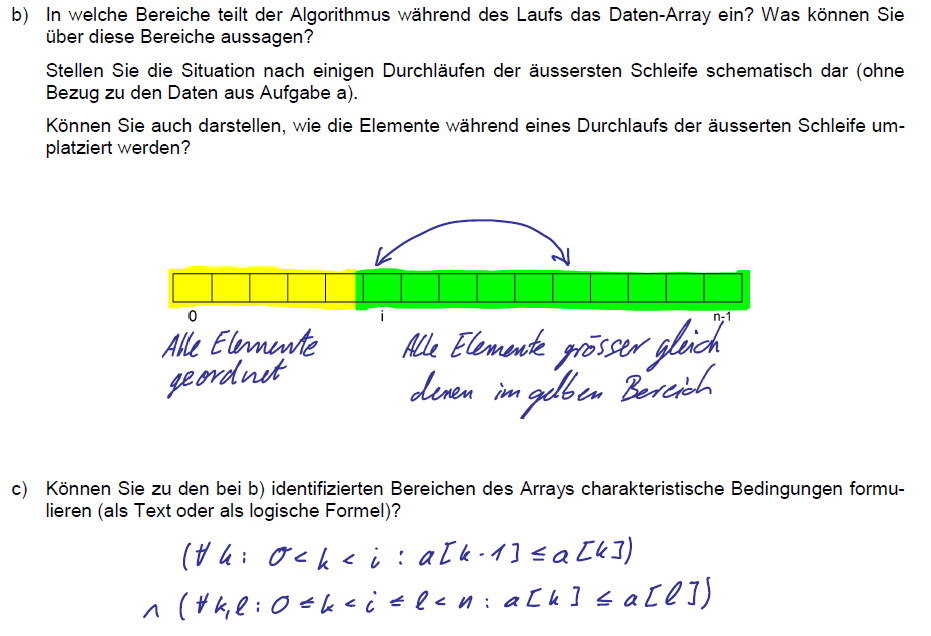 b) In welche Bereiche teilt der Algorithmus während des Laufs das Daten-Array ein? Was können Sie
über diese Bereiche aussagen?
Stellen Sie die Situation nach einigen Durchläufen der äussersten Schleife schematisch dar (ohne
Bezug zu den Daten aus Aufgabe a).
Können Sie auch darstellen, wie die Elemente während eines Durchlaufs der äusserten Schleife um-
platziert werden?
0 i n-1
Alle Elemente
geordnet
Alle Elemente grösser gleich
denen im gelben Bereich
c) Können Sie zu den bei b) identifizierten Bereichen des Arrays charakteristische Bedingungen formu-
lieren (als Text oder als logische Formel)?
(∀ k: 0 < k < i : a[k-1] ≤ a[k])
∧ (∀ k,l : 0 ≤ k < i ≤ l < n : a[k] ≤ a[l])